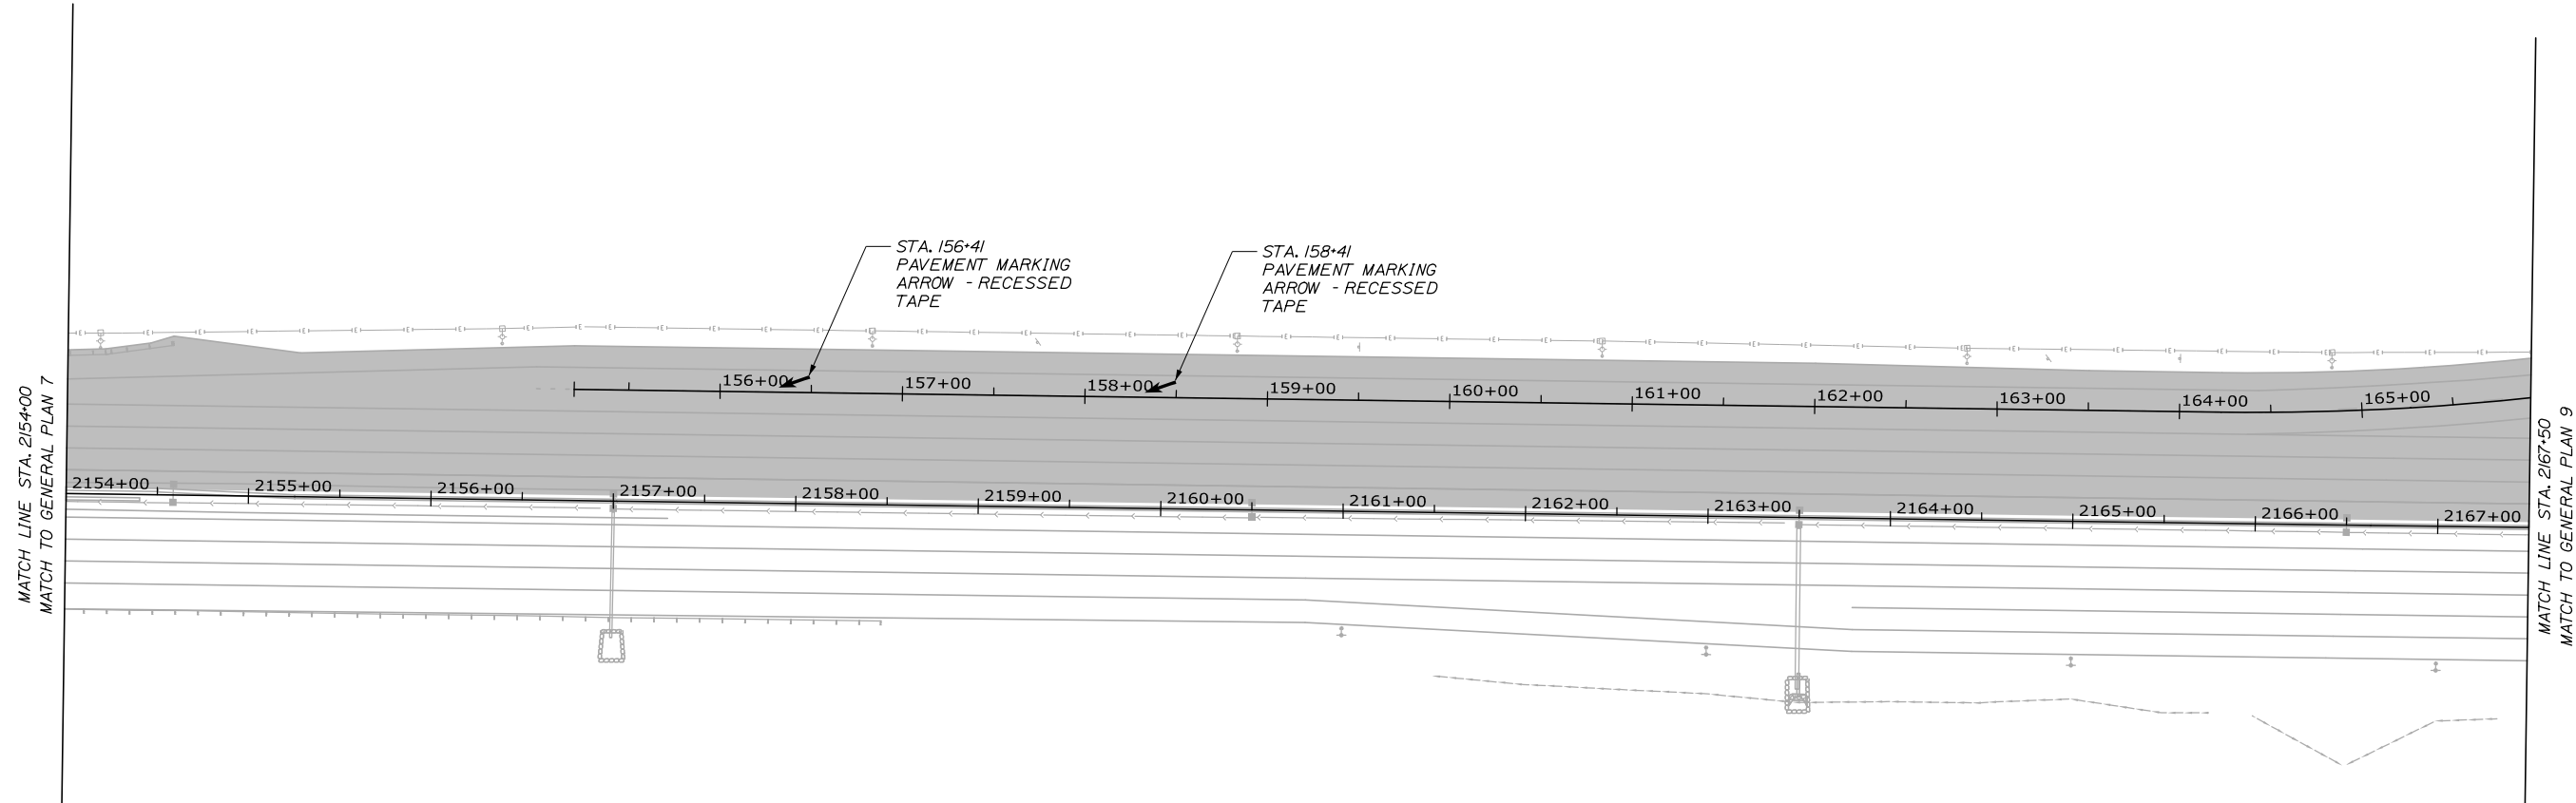 STA. 156+41
PAVEMENT MARKING
ARROW - RECESSED
TAPE
STA. 158+41
PAVEMENT MARKING
ARROW - RECESSED
TAPE
156+00 157+00 158+00 159+00 160+00 161+00 162+00 163+00 164+00 165+00
2154+00 2155+00 2156+00 2157+00 2158+00 2159+00 2160+00 2161+00 2162+00 2163+00 2164+00 2165+00 2166+00 2167+00
MATCH LINE STA. 2154+00
MATCH TO GENERAL PLAN 7
MATCH LINE STA. 2167+50
MATCH TO GENERAL PLAN 9